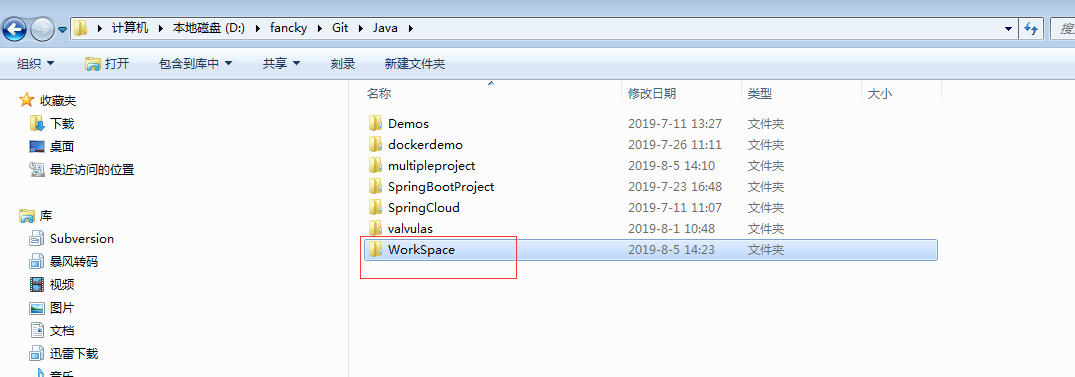 计算机 本地磁盘 (D:) fancky Git Java
组织 打开 包含到库中 共享 刻录 新建文件夹
收藏夹
下载
桌面
最近访问的位置
库
Subversion
暴风转码
视频
图片
文档
迅雷下载
名称 修改日期 类型 大小
Demos 2019-7-11 13:27 文件夹
dockerdemo 2019-7-26 11:11 文件夹
multipleproject 2019-8-5 14:10 文件夹
SpringBootProject 2019-7-23 16:48 文件夹
SpringCloud 2019-7-11 11:07 文件夹
valvulas 2019-8-1 10:48 文件夹
WorkSpace 2019-8-5 14:23 文件夹